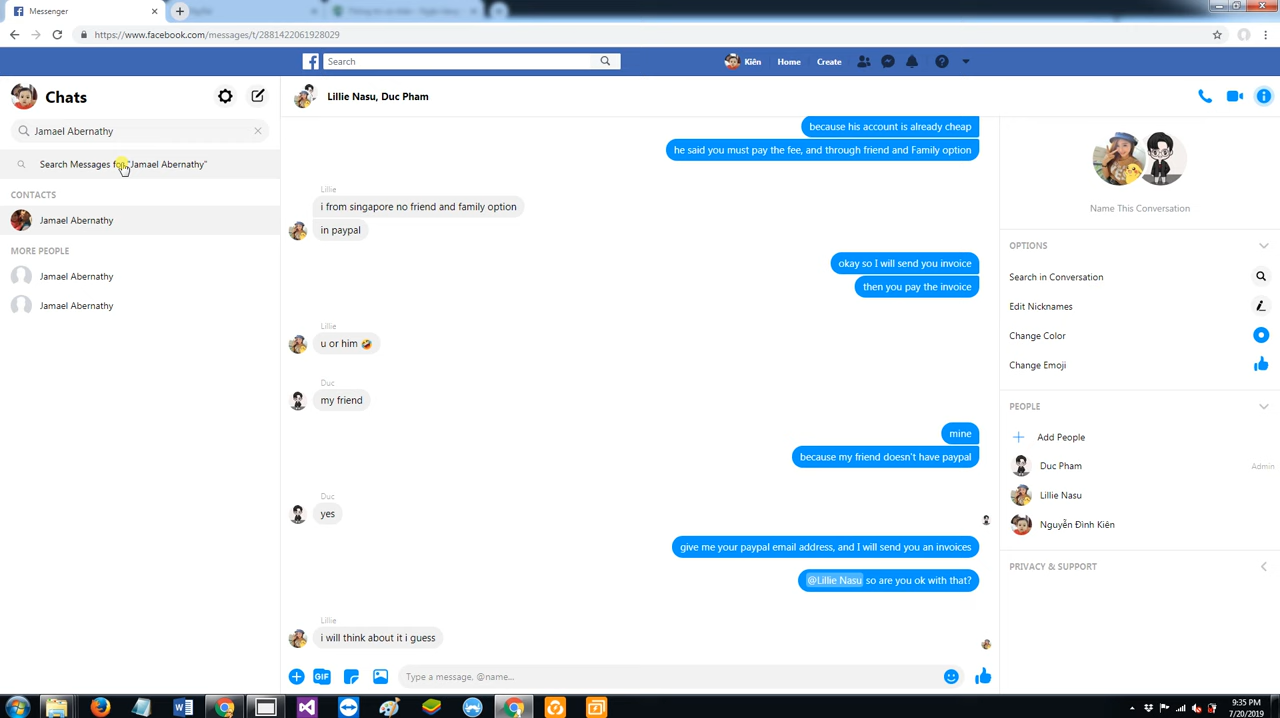 Messenger
https://www.facebook.com/messages/t/2881422061928029
Search
Kiên
Home
Create
Chats
Jamael Abernathy
Search Messages for "Jamael Abernathy"
CONTACTS
Jamael Abernathy
MORE PEOPLE
Jamael Abernathy
Jamael Abernathy
Lillie Nasu, Duc Pham
because his account is already cheap
he said you must pay the fee, and through friend and Family option
Lillie
i from singapore no friend and family option
in paypal
okay so I will send you invoice
then you pay the invoice
Lillie
u or him 🤣
Duc
my friend
mine
because my friend doesn't have paypal
Duc
yes
give me your paypal email address, and I will send you an invoices
@Lillie Nasu so are you ok with that?
Lillie
i will think about it i guess
GIF
Type a message, @name...
Name This Conversation
OPTIONS
Search in Conversation
Edit Nicknames
Change Color
Change Emoji
PEOPLE
Add People
Duc Pham
Admin
Lillie Nasu
Nguyễn Đình Kiên
PRIVACY & SUPPORT
9:35 PM
7/20/2019